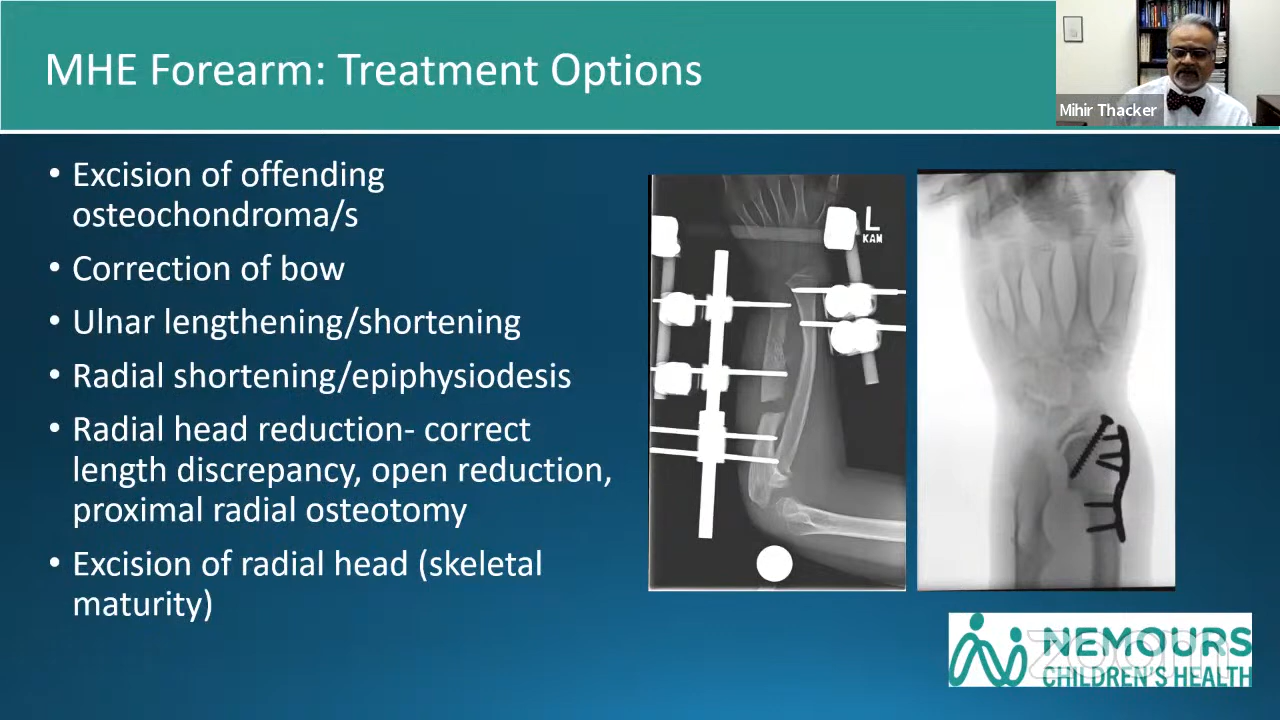 MHE Forearm: Treatment Options
Mihir Thacker
• Excision of offending
osteochondroma/s
• Correction of bow
• Ulnar lengthening/shortening
• Radial shortening/epiphysiodesis
• Radial head reduction- correct
length discrepancy, open reduction,
proximal radial osteotomy
• Excision of radial head (skeletal
maturity)
L
KAM
NEMOURS
CHILDREN'S HEALTH
zoom